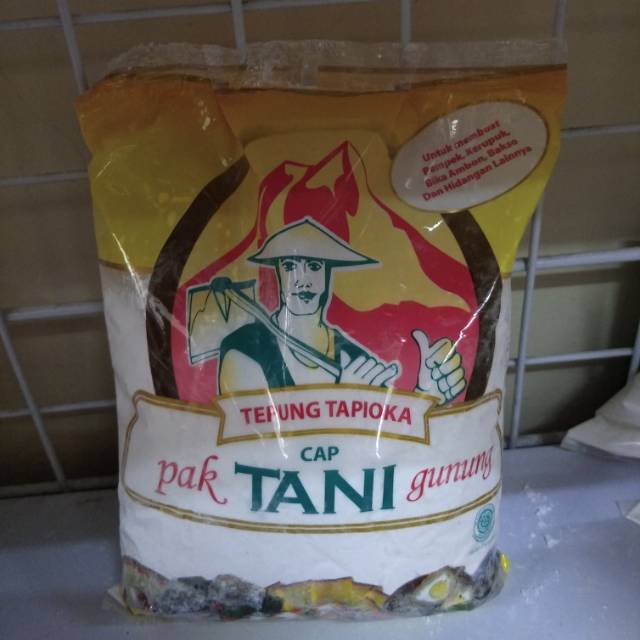 Untuk membuat
Pempek, Kerupuk,
Bika Ambon, Bakso
Dan Hidangan Lainnya
TEPUNG TAPIOKA
CAP
pak TANI gunung